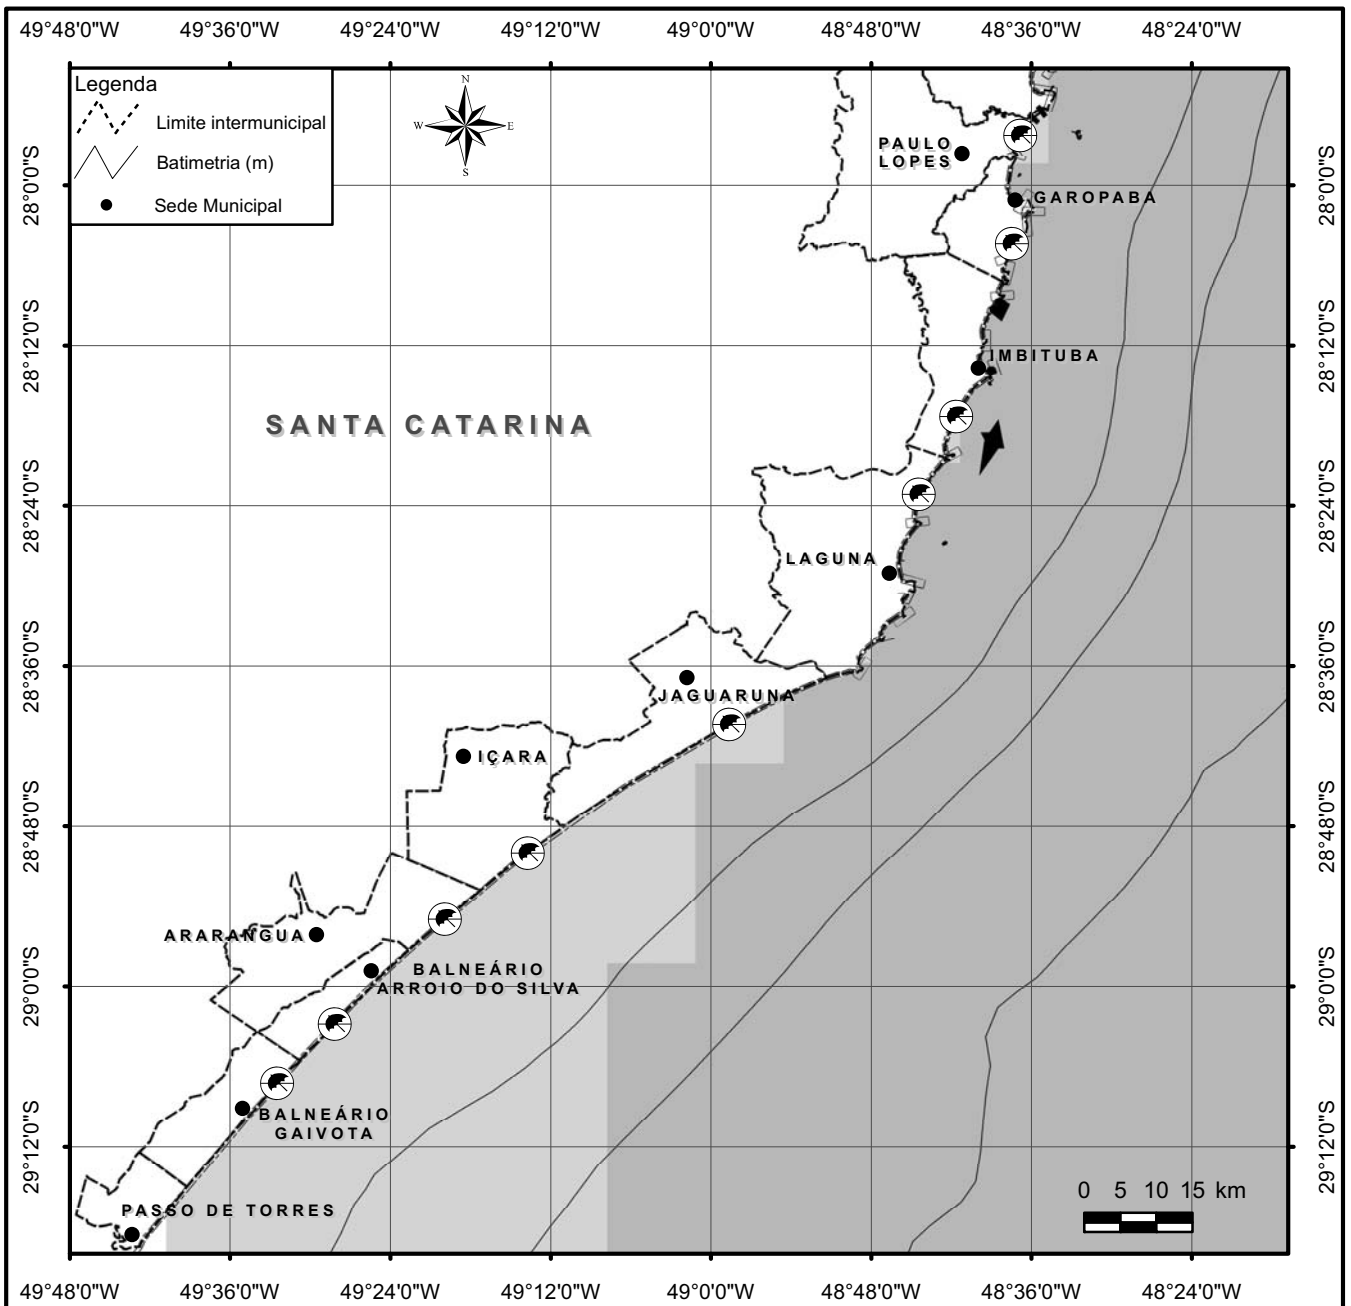 49°48'0"W 49°36'0"W 49°24'0"W 49°12'0"W 49°0'0"W 48°48'0"W 48°36'0"W 48°24'0"W
Legenda
Limite intermunicipal
Batimetria (m)
Sede Municipal
N
W E
S
PAULO
LOPES
GAROPABA
IMBITUBA
SANTA CATARINA
LAGUNA
JAGUARUNA
IÇARA
ARARANGUA
BALNEÁRIO
ARROIO DO SILVA
BALNEÁRIO
GAIVOTA
PASSO DE TORRES
0 5 10 15 km
28°0'0"S
28°12'0"S
28°24'0"S
28°36'0"S
28°48'0"S
29°0'0"S
29°12'0"S
28°0'0"S
28°12'0"S
28°24'0"S
28°36'0"S
28°48'0"S
29°0'0"S
29°12'0"S
49°48'0"W 49°36'0"W 49°24'0"W 49°12'0"W 49°0'0"W 48°48'0"W 48°36'0"W 48°24'0"W